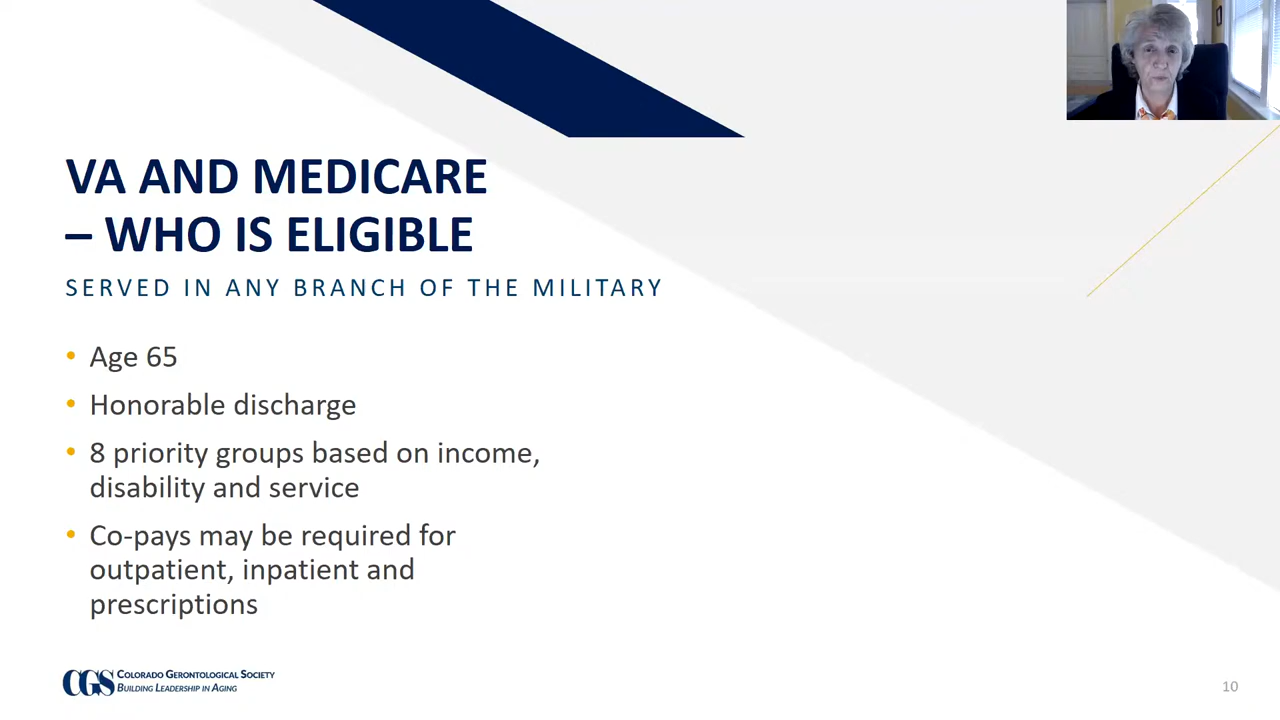 VA AND MEDICARE
– WHO IS ELIGIBLE
SERVED IN ANY BRANCH OF THE MILITARY
• Age 65
• Honorable discharge
• 8 priority groups based on income,
disability and service
• Co-pays may be required for
outpatient, inpatient and
prescriptions
CGS COLORADO GERONTOLOGICAL SOCIETY
BUILDING LEADERSHIP IN AGING
10